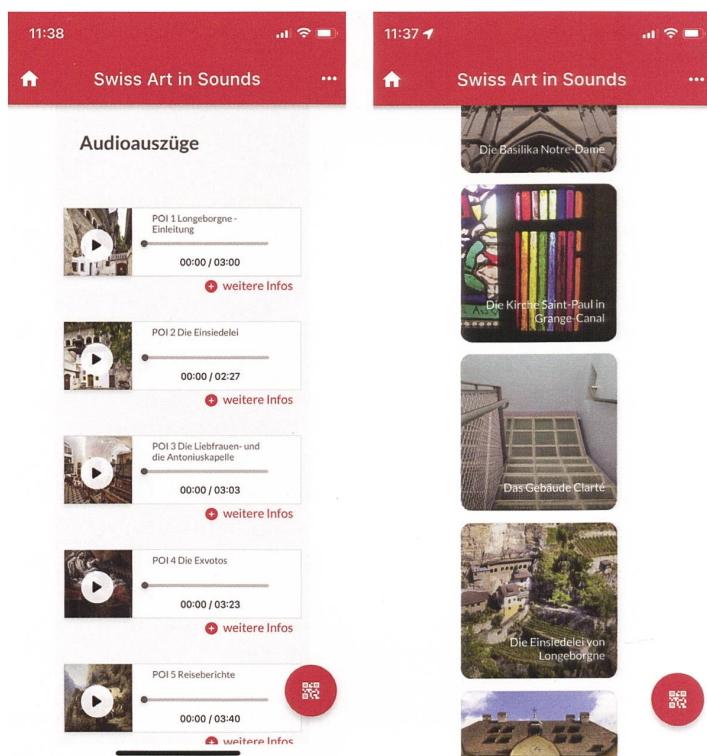 11:38
Swiss Art in Sounds
Audioauszüge
POI 1 Longeborgne -
Einleitung
00:00 / 03:00
weitere Infos
POI 2 Die Einsiedelei
00:00 / 02:27
weitere Infos
POI 3 Die Liebfrauen- und
die Antoniuskapelle
00:00 / 03:03
weitere Infos
POI 4 Die Exvotos
00:00 / 03:23
weitere Infos
POI 5 Reiseberichte
00:00 / 03:40
weitere Infos
11:37
Swiss Art in Sounds
Die Basilika Notre-Dame
Die Kirche Saint-Paul in
Grange-Canal
Das Gebäude Clarté
Die Einsiedelei von
Longeborgne